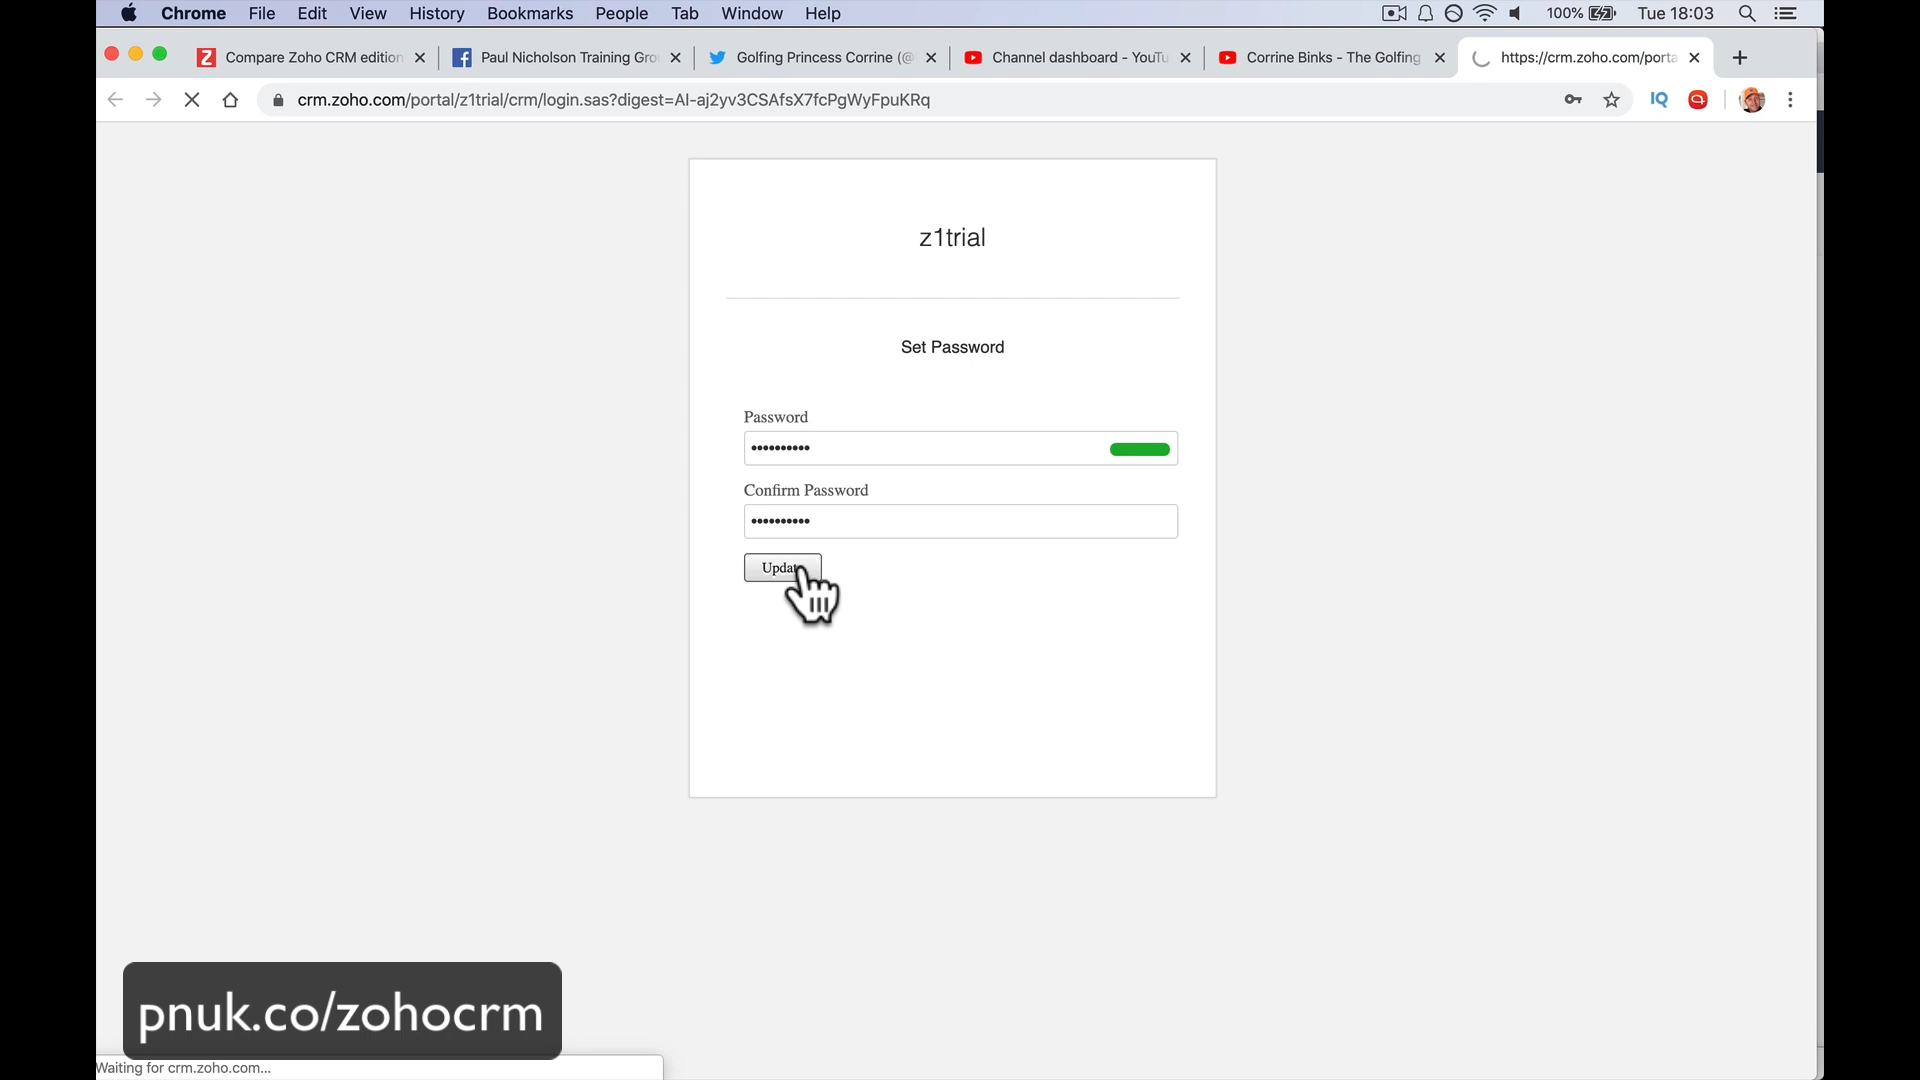 Chrome File Edit View History Bookmarks People Tab Window Help 100% Tue 18:03
Compare Zoho CRM edition Paul Nicholson Training Gro Golfing Princess Corrine (@ Channel dashboard - YouTu Corrine Binks - The Golfing https://crm.zoho.com/porta
crm.zoho.com/portal/z1trial/crm/login.sas?digest=AI-aj2yv3CSAfsX7fcPgWyFpuKRq IQ
z1trial
Set Password
Password
Confirm Password
Updat
pnuk.co/zohocrm
Waiting for crm.zoho.com...